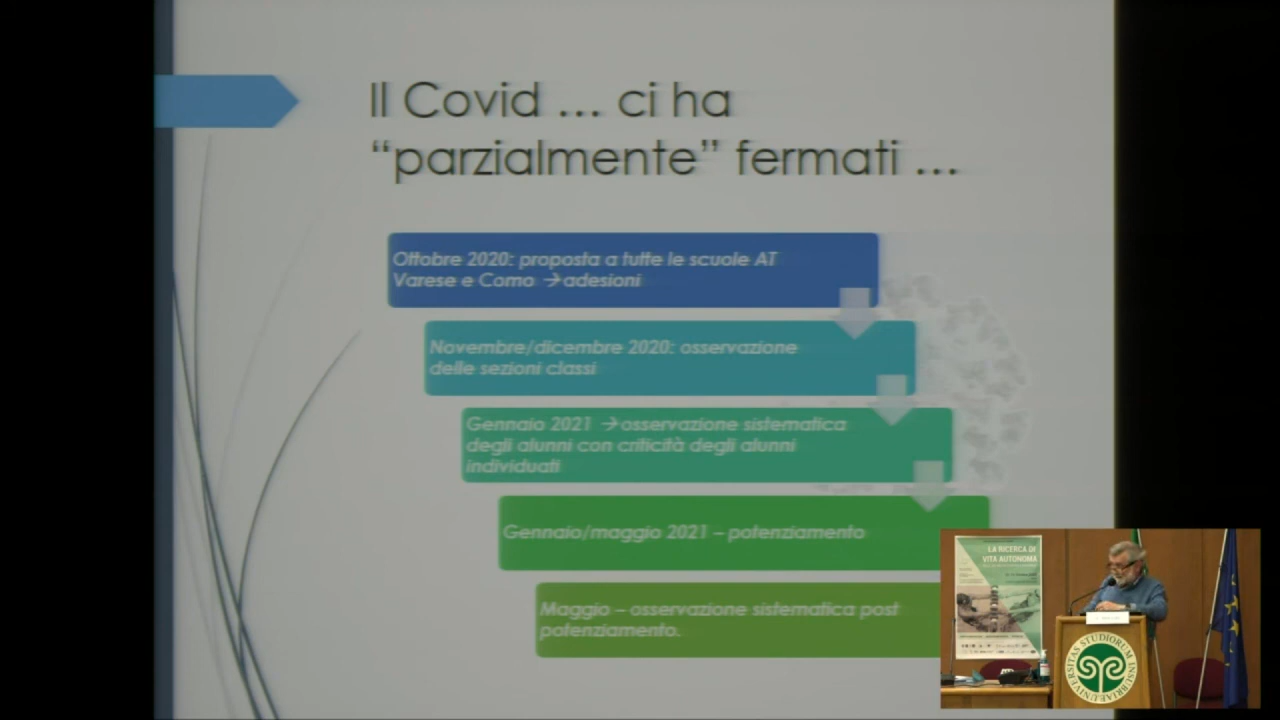 Il Covid … ci ha
“parzialmente” fermati …
Ottobre 2020: proposta a tutte le scuole AT
Varese e Como → adesioni
Novembre/dicembre 2020: osservazione
delle sezioni classi
Gennaio 2021 → osservazione sistematica
degli alunni con criticità degli alunni
individuati
Gennaio/maggio 2021 – potenziamento
Maggio – osservazione sistematica post
potenziamento.
LA RICERCA DI
VITA AUTONOMA
UNIVERSITAS STUDIORUM INSUBRIAE